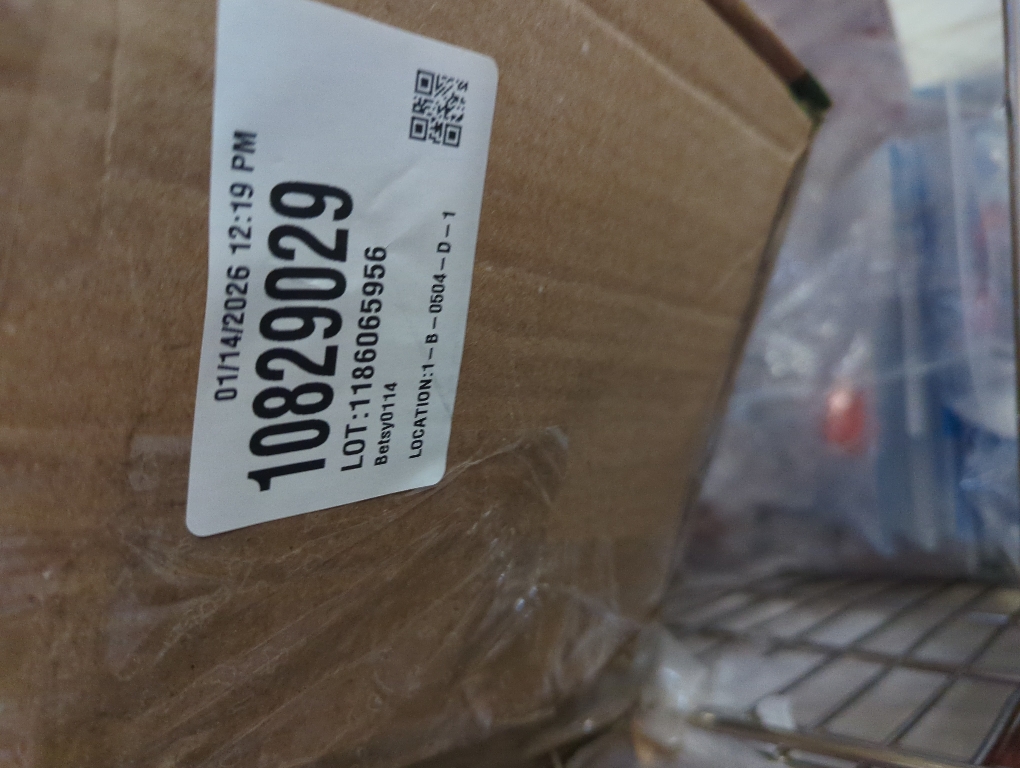 01/14/2026 12:19 PM
10829029
LOT:1186065956
Betsy0114
LOCATION:1-B-0504-D-1